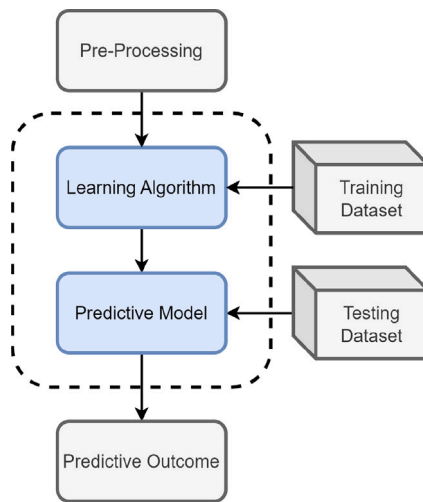 Pre-Processing
Learning Algorithm
Training
Dataset
Predictive Model
Testing
Dataset
Predictive Outcome